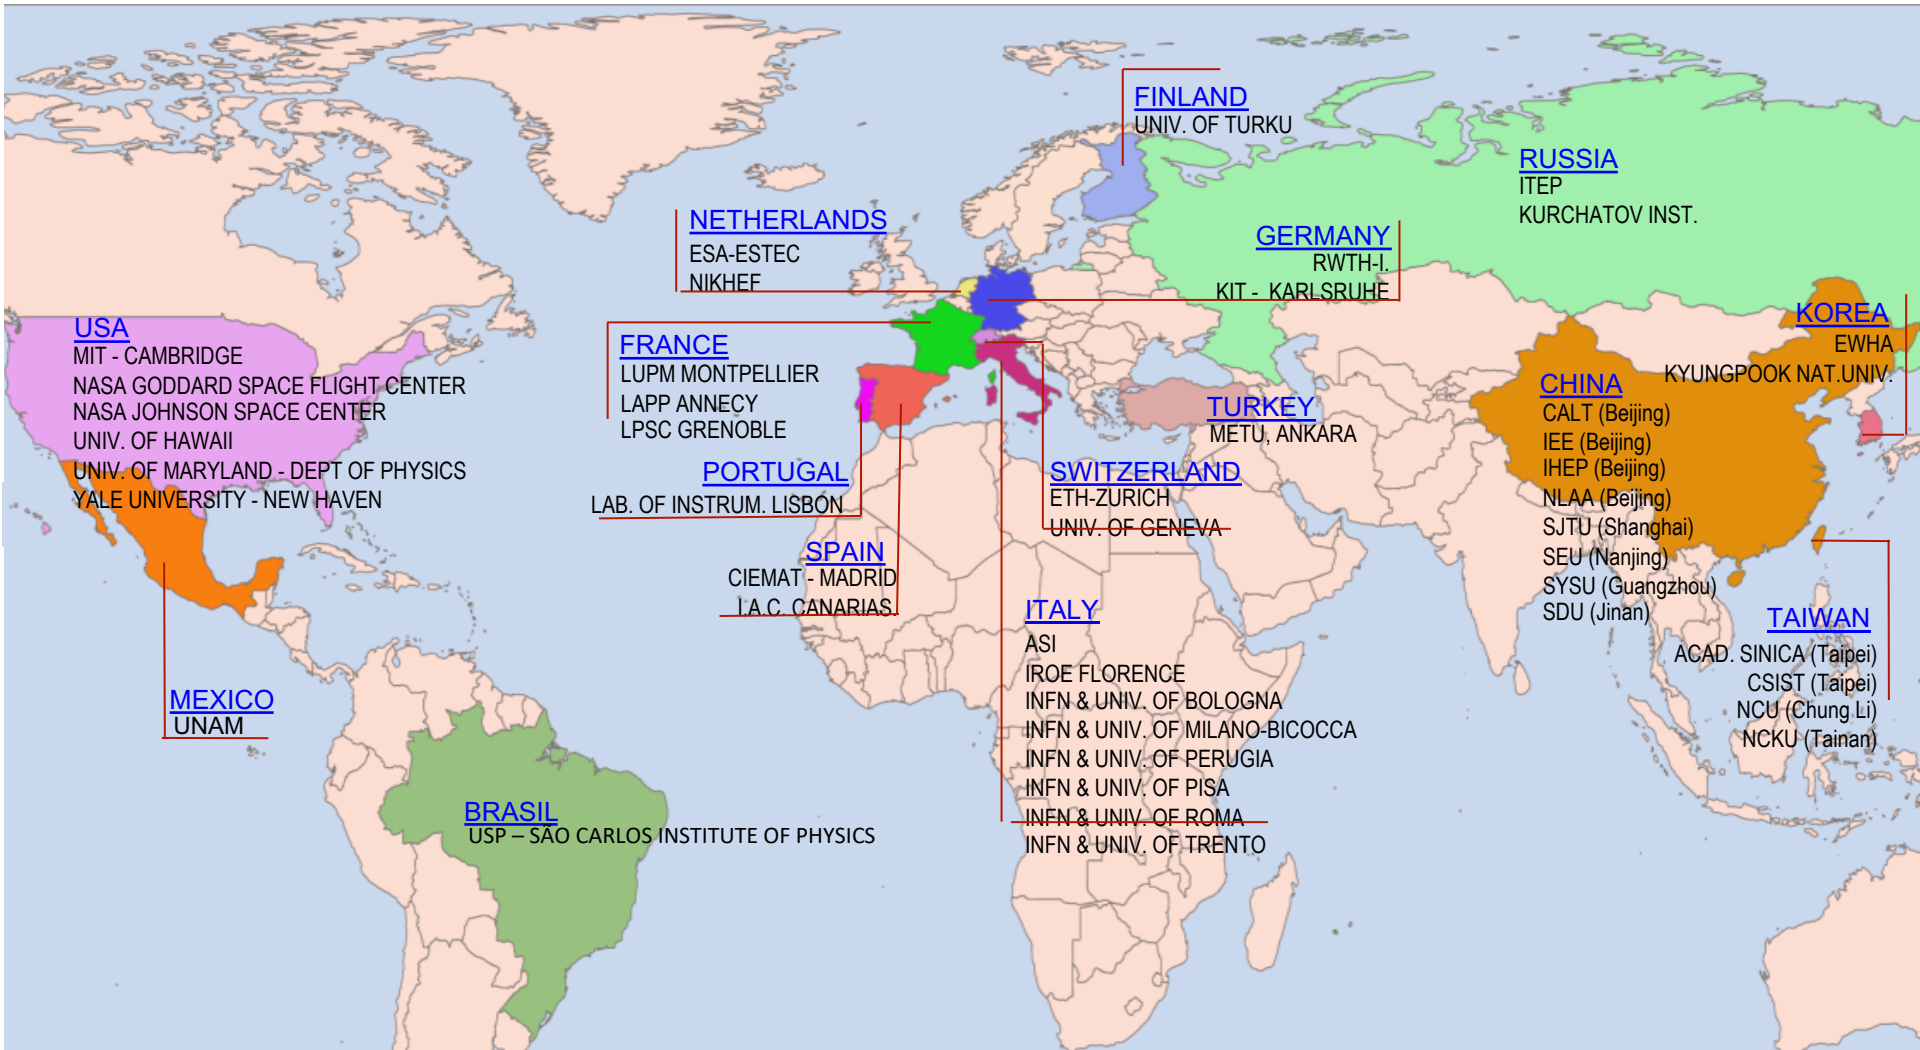 FINLAND
UNIV. OF TURKU
RUSSIA
ITEP
KURCHATOV INST.
NETHERLANDS
ESA-ESTEC
NIKHEF
GERMANY
RWTH-I.
KIT - KARLSRUHE
USA
MIT - CAMBRIDGE
NASA GODDARD SPACE FLIGHT CENTER
NASA JOHNSON SPACE CENTER
UNIV. OF HAWAII
UNIV. OF MARYLAND - DEPT OF PHYSICS
YALE UNIVERSITY - NEW HAVEN
FRANCE
LUPM MONTPELLIER
LAPP ANNECY
LPSC GRENOBLE
KOREA
EWHA
KYUNGPOOK NAT.UNIV.
CHINA
CALT (Beijing)
IEE (Beijing)
IHEP (Beijing)
NLAA (Beijing)
SJTU (Shanghai)
SEU (Nanjing)
SYSU (Guangzhou)
SDU (Jinan)
TURKEY
METU, ANKARA
PORTUGAL
LAB. OF INSTRUM. LISBON
SWITZERLAND
ETH-ZURICH
UNIV. OF GENEVA
SPAIN
CIEMAT - MADRID
I.A.C. CANARIAS.
ITALY
ASI
IROE FLORENCE
INFN & UNIV. OF BOLOGNA
INFN & UNIV. OF MILANO-BICOCCA
INFN & UNIV. OF PERUGIA
INFN & UNIV. OF PISA
INFN & UNIV. OF ROMA
INFN & UNIV. OF TRENTO
TAIWAN
ACAD. SINICA (Taipei)
CSIST (Taipei)
NCU (Chung Li)
NCKU (Tainan)
MEXICO
UNAM
BRASIL
USP – SÃO CARLOS INSTITUTE OF PHYSICS